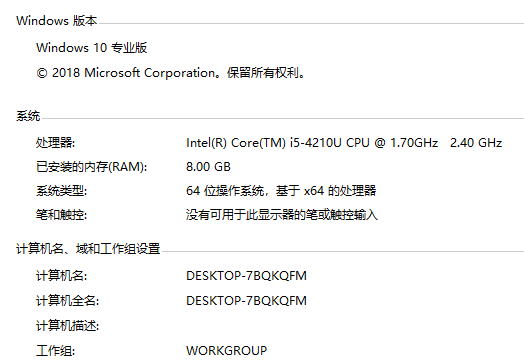 Windows 版本
Windows 10 专业版
© 2018 Microsoft Corporation。保留所有权利。
系统
处理器: Intel(R) Core(TM) i5-4210U CPU @ 1.70GHz 2.40 GHz
已安装的内存(RAM): 8.00 GB
系统类型: 64 位操作系统，基于 x64 的处理器
笔和触控: 没有可用于此显示器的笔或触控输入
计算机名、域和工作组设置
计算机名: DESKTOP-7BQKQFM
计算机全名: DESKTOP-7BQKQFM
计算机描述:
工作组: WORKGROUP